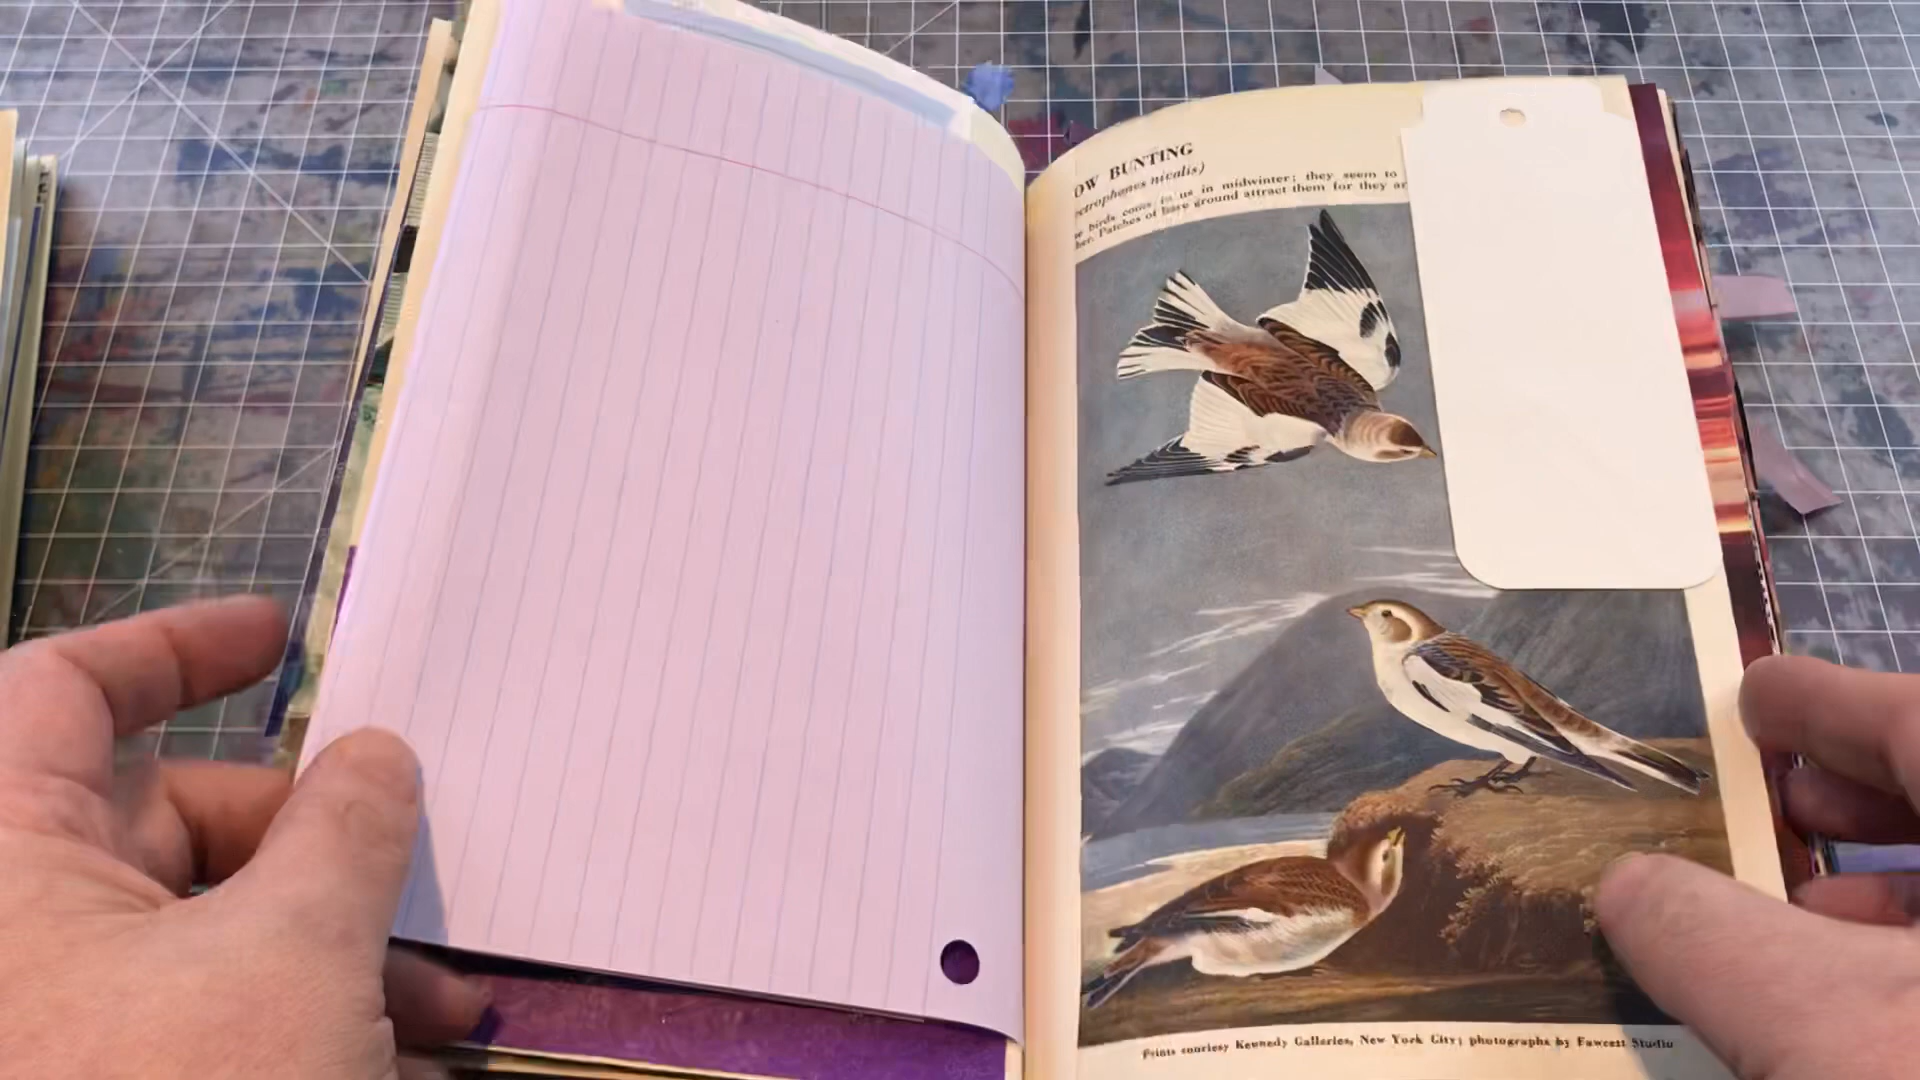 OW BUNTING
ectrophanes nivalis)
e birds come to us in midwinter; they seem to
her. Patches of bare ground attract them for they ar
Prints courtesy Kennedy Galleries, New York City; photographs by Fawcett Studio